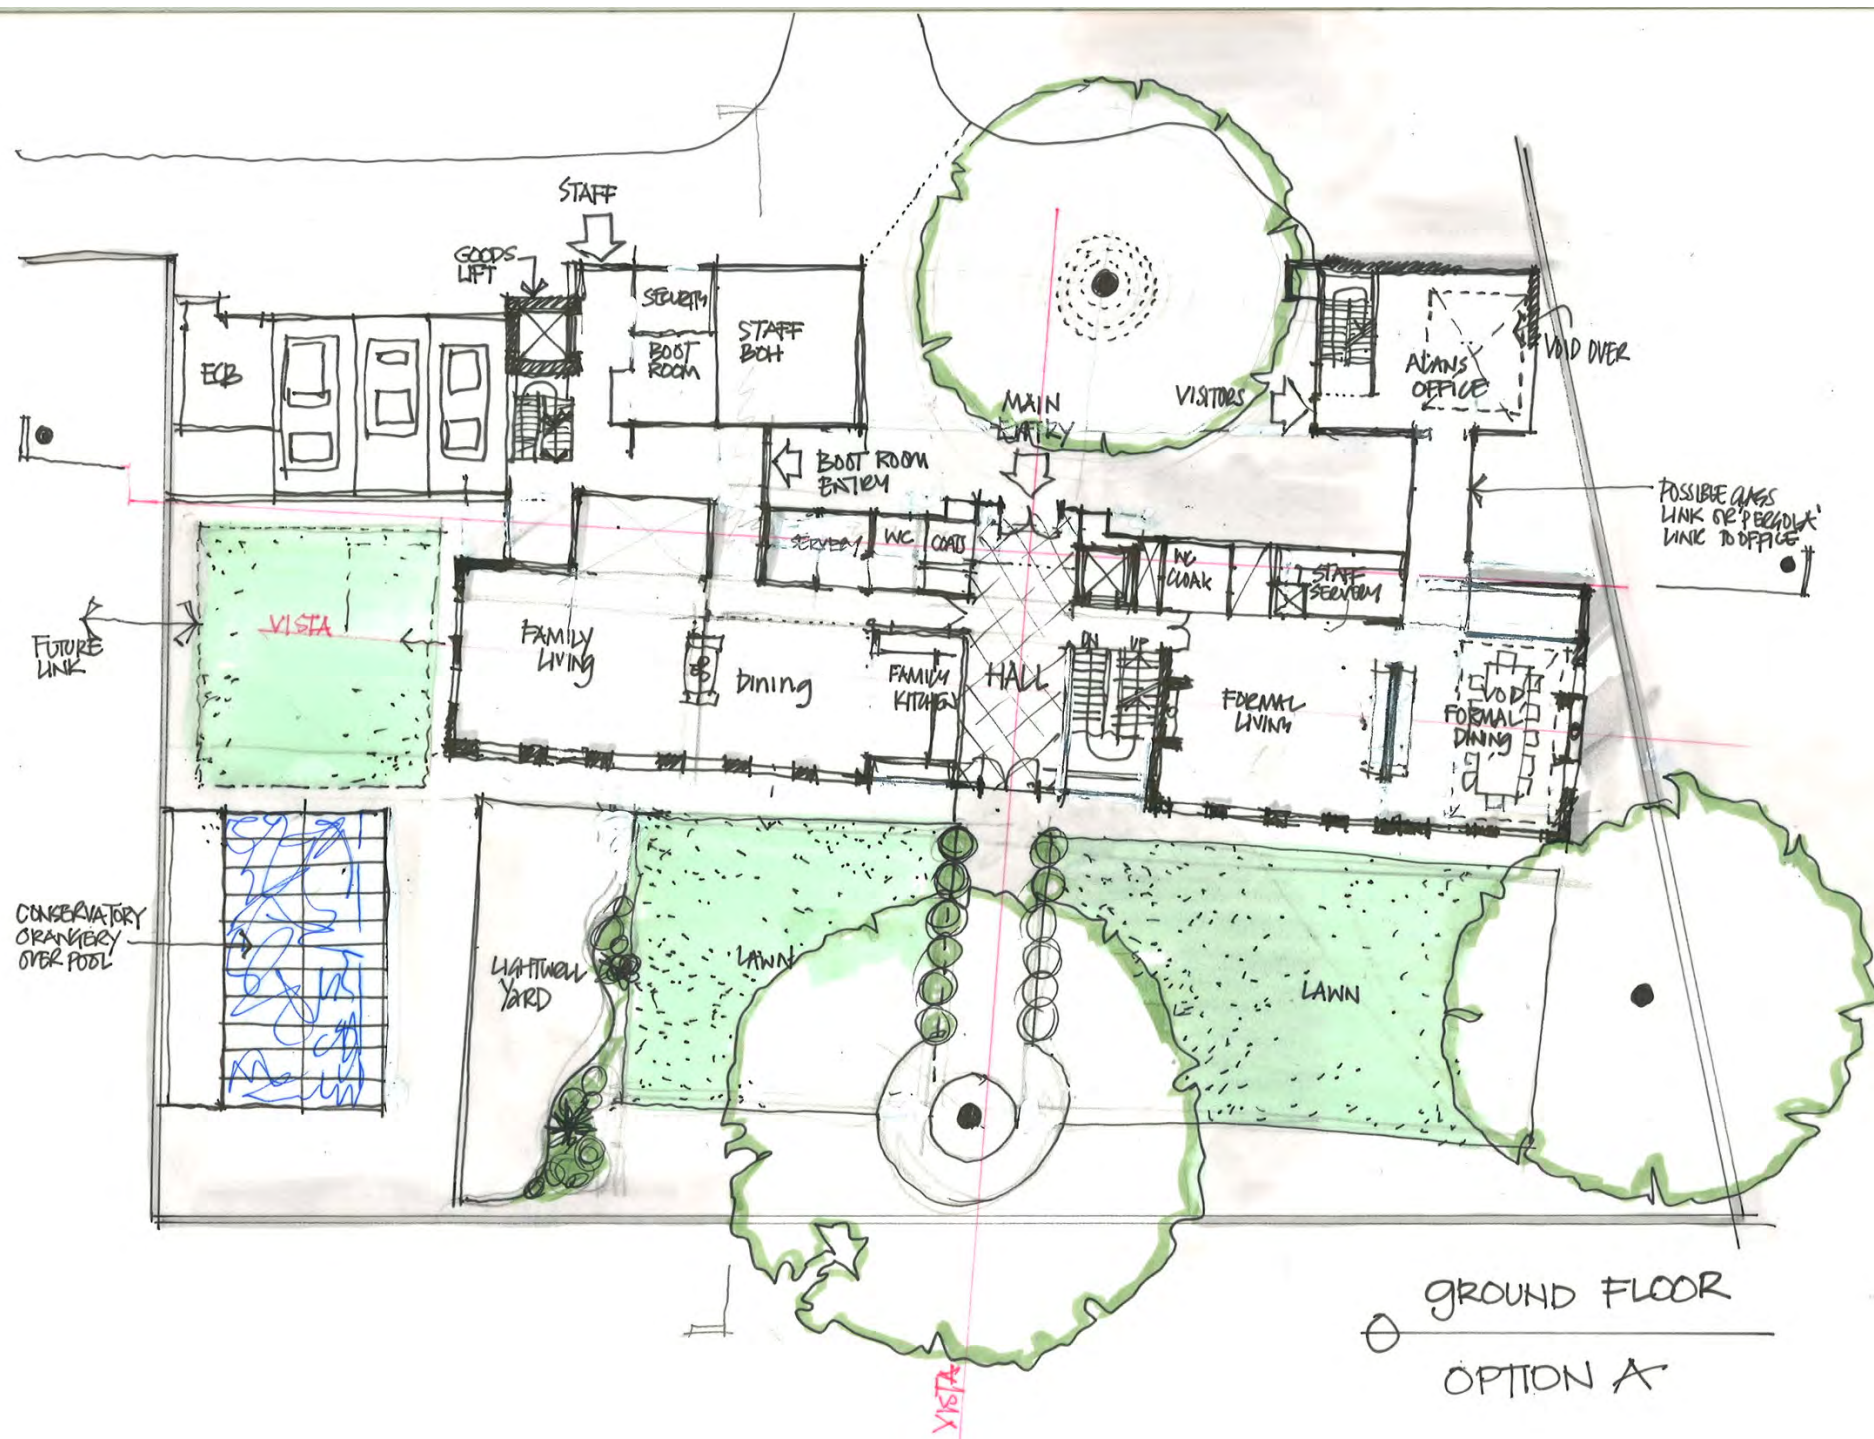 STAFF
GOODS
LIFT
SECURITY
STAFF
BOH
BOOT
ROOM
ECB
VOID OVER
ALANS
OFFICE
VISITORS
MAIN
ENTRY
BOOT ROOM
ENTRY
POSSIBLE GLASS
LINK OR 'PERGOLA'
LINK TO OFFICE
SERVERY
WC
COATS
WC
CLOAK
STAFF
SERVERY
VISTA
FUTURE
LINK
FAMILY
LIVING
DINING
FAMILY
KITCHEN
HALL
DN
UP
FORMAL
LIVING
VOID
FORMAL
DINING
CONSERVATORY
ORANGERY
OVER POOL
LIGHTWELL
YARD
LAWN
LAWN
VISTA
GROUND FLOOR
OPTION A